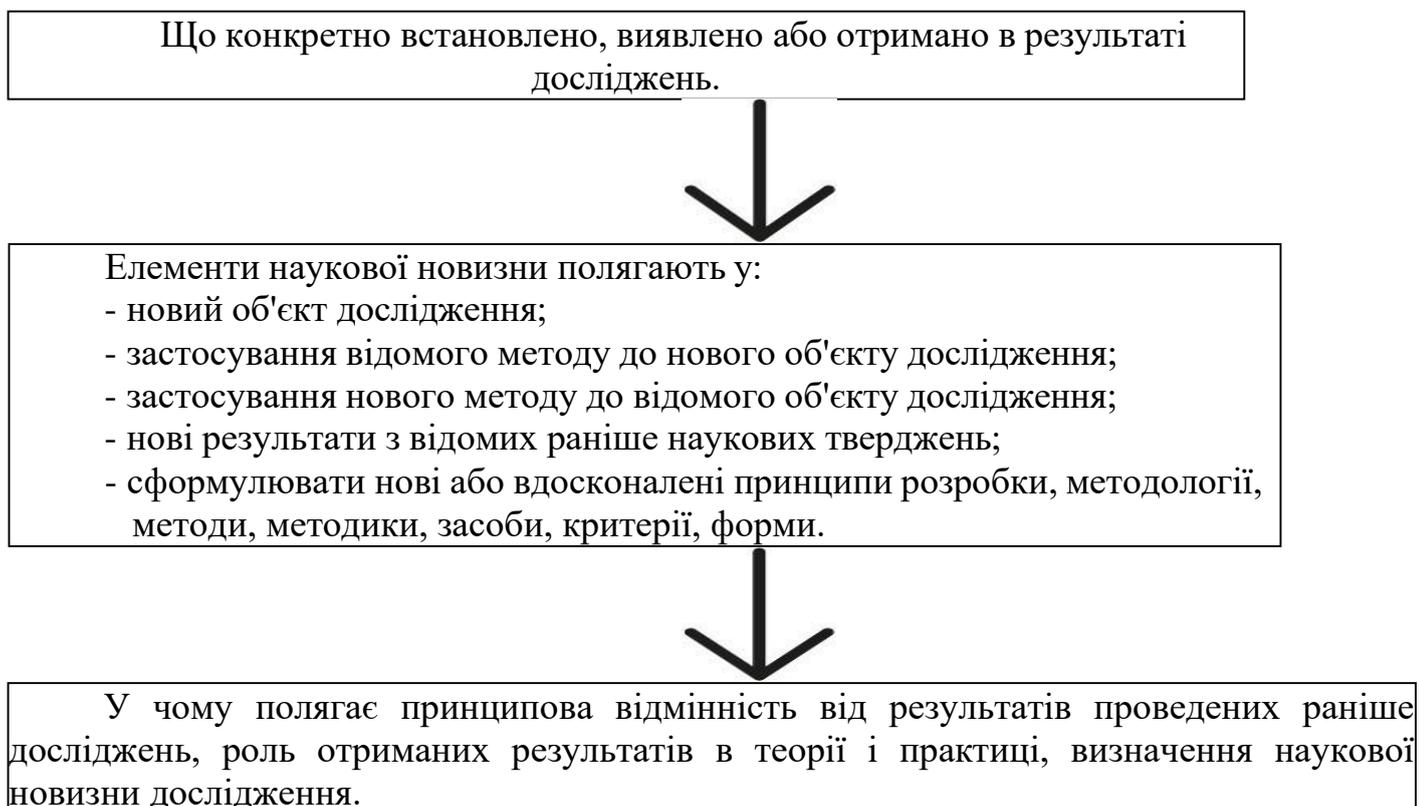 Що конкретно встановлено, виявлено або отримано в результаті
досліджень.
Елементи наукової новизни полягають у:
- новий об'єкт дослідження;
- застосування відомого методу до нового об'єкту дослідження;
- застосування нового методу до відомого об'єкту дослідження;
- нові результати з відомих раніше наукових тверджень;
- сформулювати нові або вдосконалені принципи розробки, методології,
методи, методики, засоби, критерії, форми.
У чому полягає принципова відмінність від результатів проведених раніше
досліджень, роль отриманих результатів в теорії і практиці, визначення наукової
новизни дослідження.